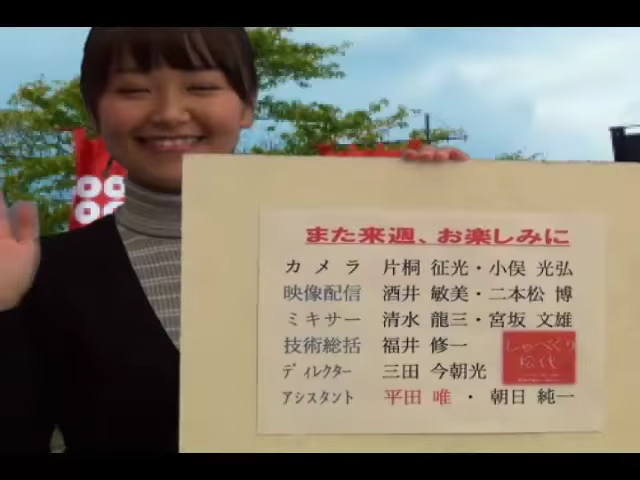 また来週、お楽しみに
カメラ 片桐 征光・小俣 光弘
映像配信 酒井 敏美・二本松 博
ミキサー 清水 龍三・宮坂 文雄
技術総括 福井 修一
ディレクター 三田 今朝光
アシスタント 平田 唯 ・ 朝日 純一
しゃべくり
松代